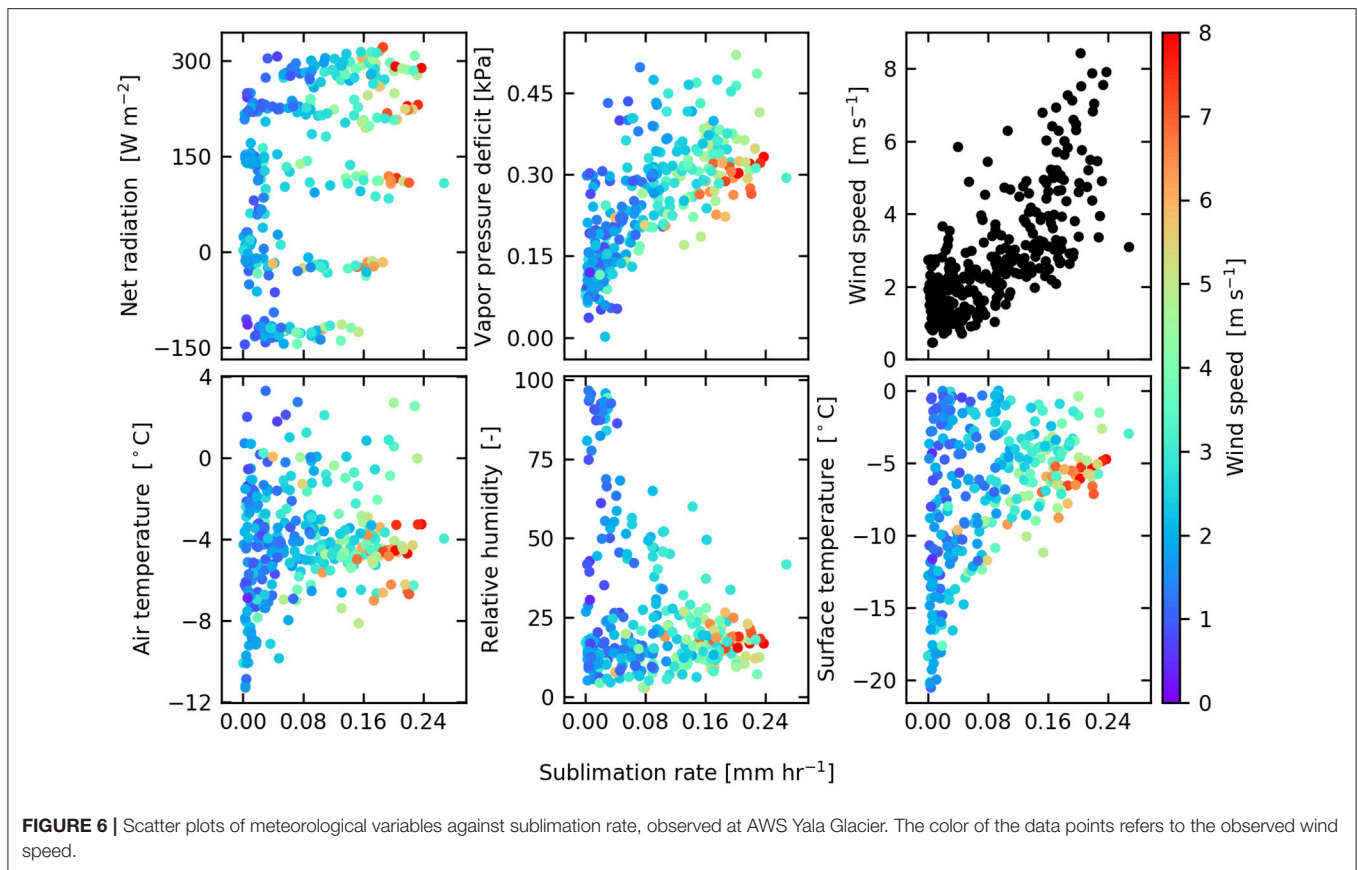 Net radiation [W m−2]
300
150
0
−150
Vapor pressure deficit [kPa]
0.45
0.30
0.15
0.00
Wind speed [m s−1]
8
6
4
2
0
Air temperature [°C]
4
0
−4
−8
−12
0.00 0.08 0.16 0.24
Relative humidity [-]
100
75
50
25
0
0.00 0.08 0.16 0.24
Surface temperature [°C]
0
−5
−10
−15
−20
0.00 0.08 0.16 0.24
Wind speed [m s−1]
8
7
6
5
4
3
2
1
0
Sublimation rate [mm hr−1]
FIGURE 6 | Scatter plots of meteorological variables against sublimation rate, observed at AWS Yala Glacier. The color of the data points refers to the observed wind
speed.